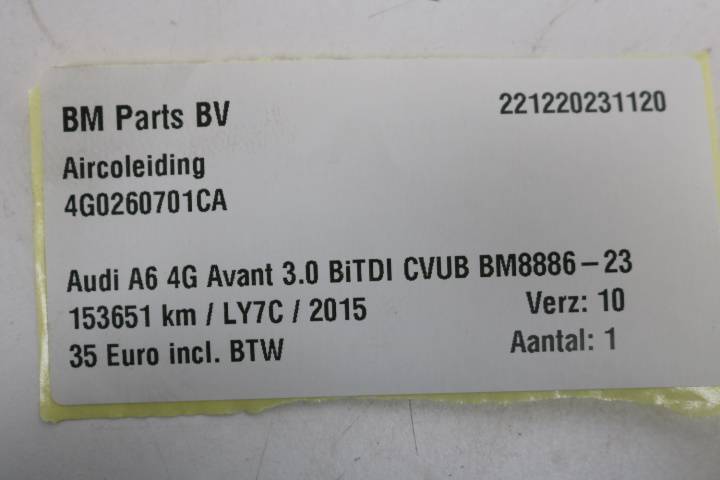 BM Parts BV 221220231120
Aircoleiding
4G0260701CA
Audi A6 4G Avant 3.0 BiTDI CVUB BM8886-23
153651 km / LY7C / 2015 Verz: 10
35 Euro incl. BTW Aantal: 1